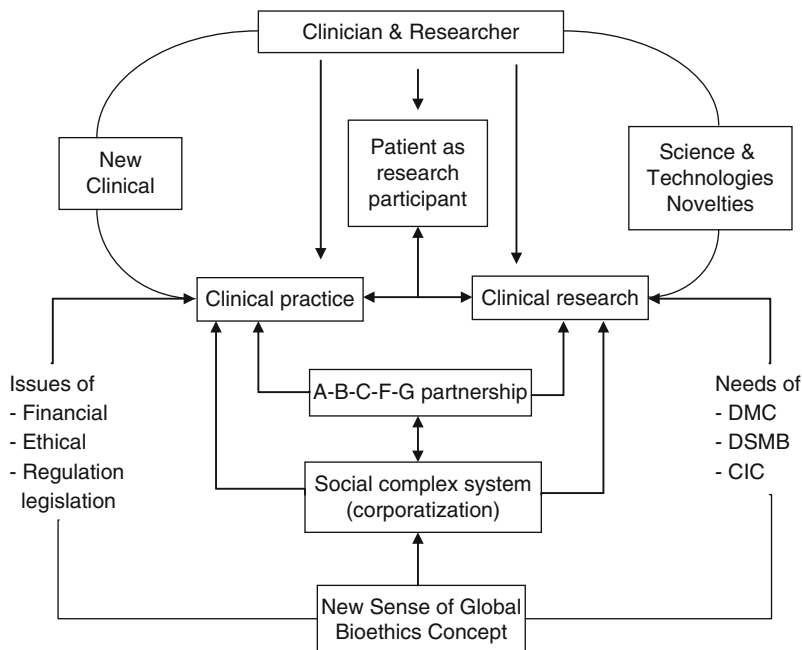 Clinician & Researcher
New
Clinical
Patient as
research
participant
Science &
Technologies
Novelties
Clinical practice
Clinical research
Issues of
- Financial
- Ethical
- Regulation
legislation
A-B-C-F-G partnership
Needs of
- DMC
- DSMB
- CIC
Social complex system
(corporatization)
New Sense of Global
Bioethics Concept